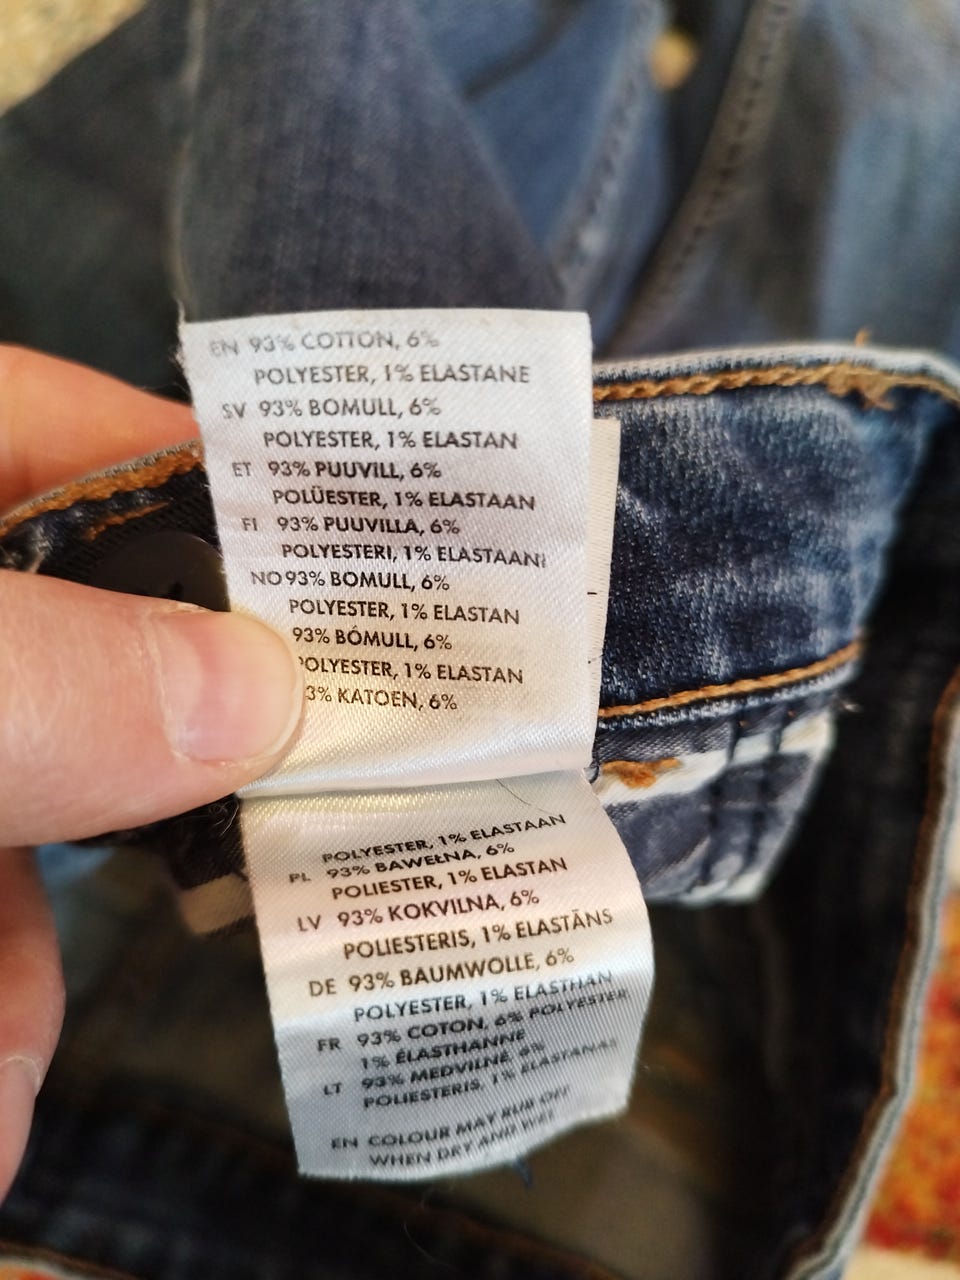 EN 93% COTTON, 6%
POLYESTER, 1% ELASTANE
SV 93% BOMULL, 6%
POLYESTER, 1% ELASTAN
ET 93% PUUVILL, 6%
POLÜESTER, 1% ELASTAAN
FI 93% PUUVILLA, 6%
POLYESTERI, 1% ELASTAANI
NO 93% BOMULL, 6%
POLYESTER, 1% ELASTAN
93% BÓMULL, 6%
POLYESTER, 1% ELASTAN
3% KATOEN, 6%
POLYESTER, 1% ELASTAAN
PL 93% BAWEŁNA, 6%
POLIESTER, 1% ELASTAN
LV 93% KOKVILNA, 6%
POLIESTERIS, 1% ELASTĀNS
DE 93% BAUMWOLLE, 6%
POLYESTER, 1% ELASTHAN
FR 93% COTON, 6% POLYESTER
1% ÉLASTHANNE
LT 93% MEDVILNĖ, 6%
POLIESTERIS, 1% ELASTANAS
EN COLOUR MAY RUB OFF
WHEN DRY AND WET